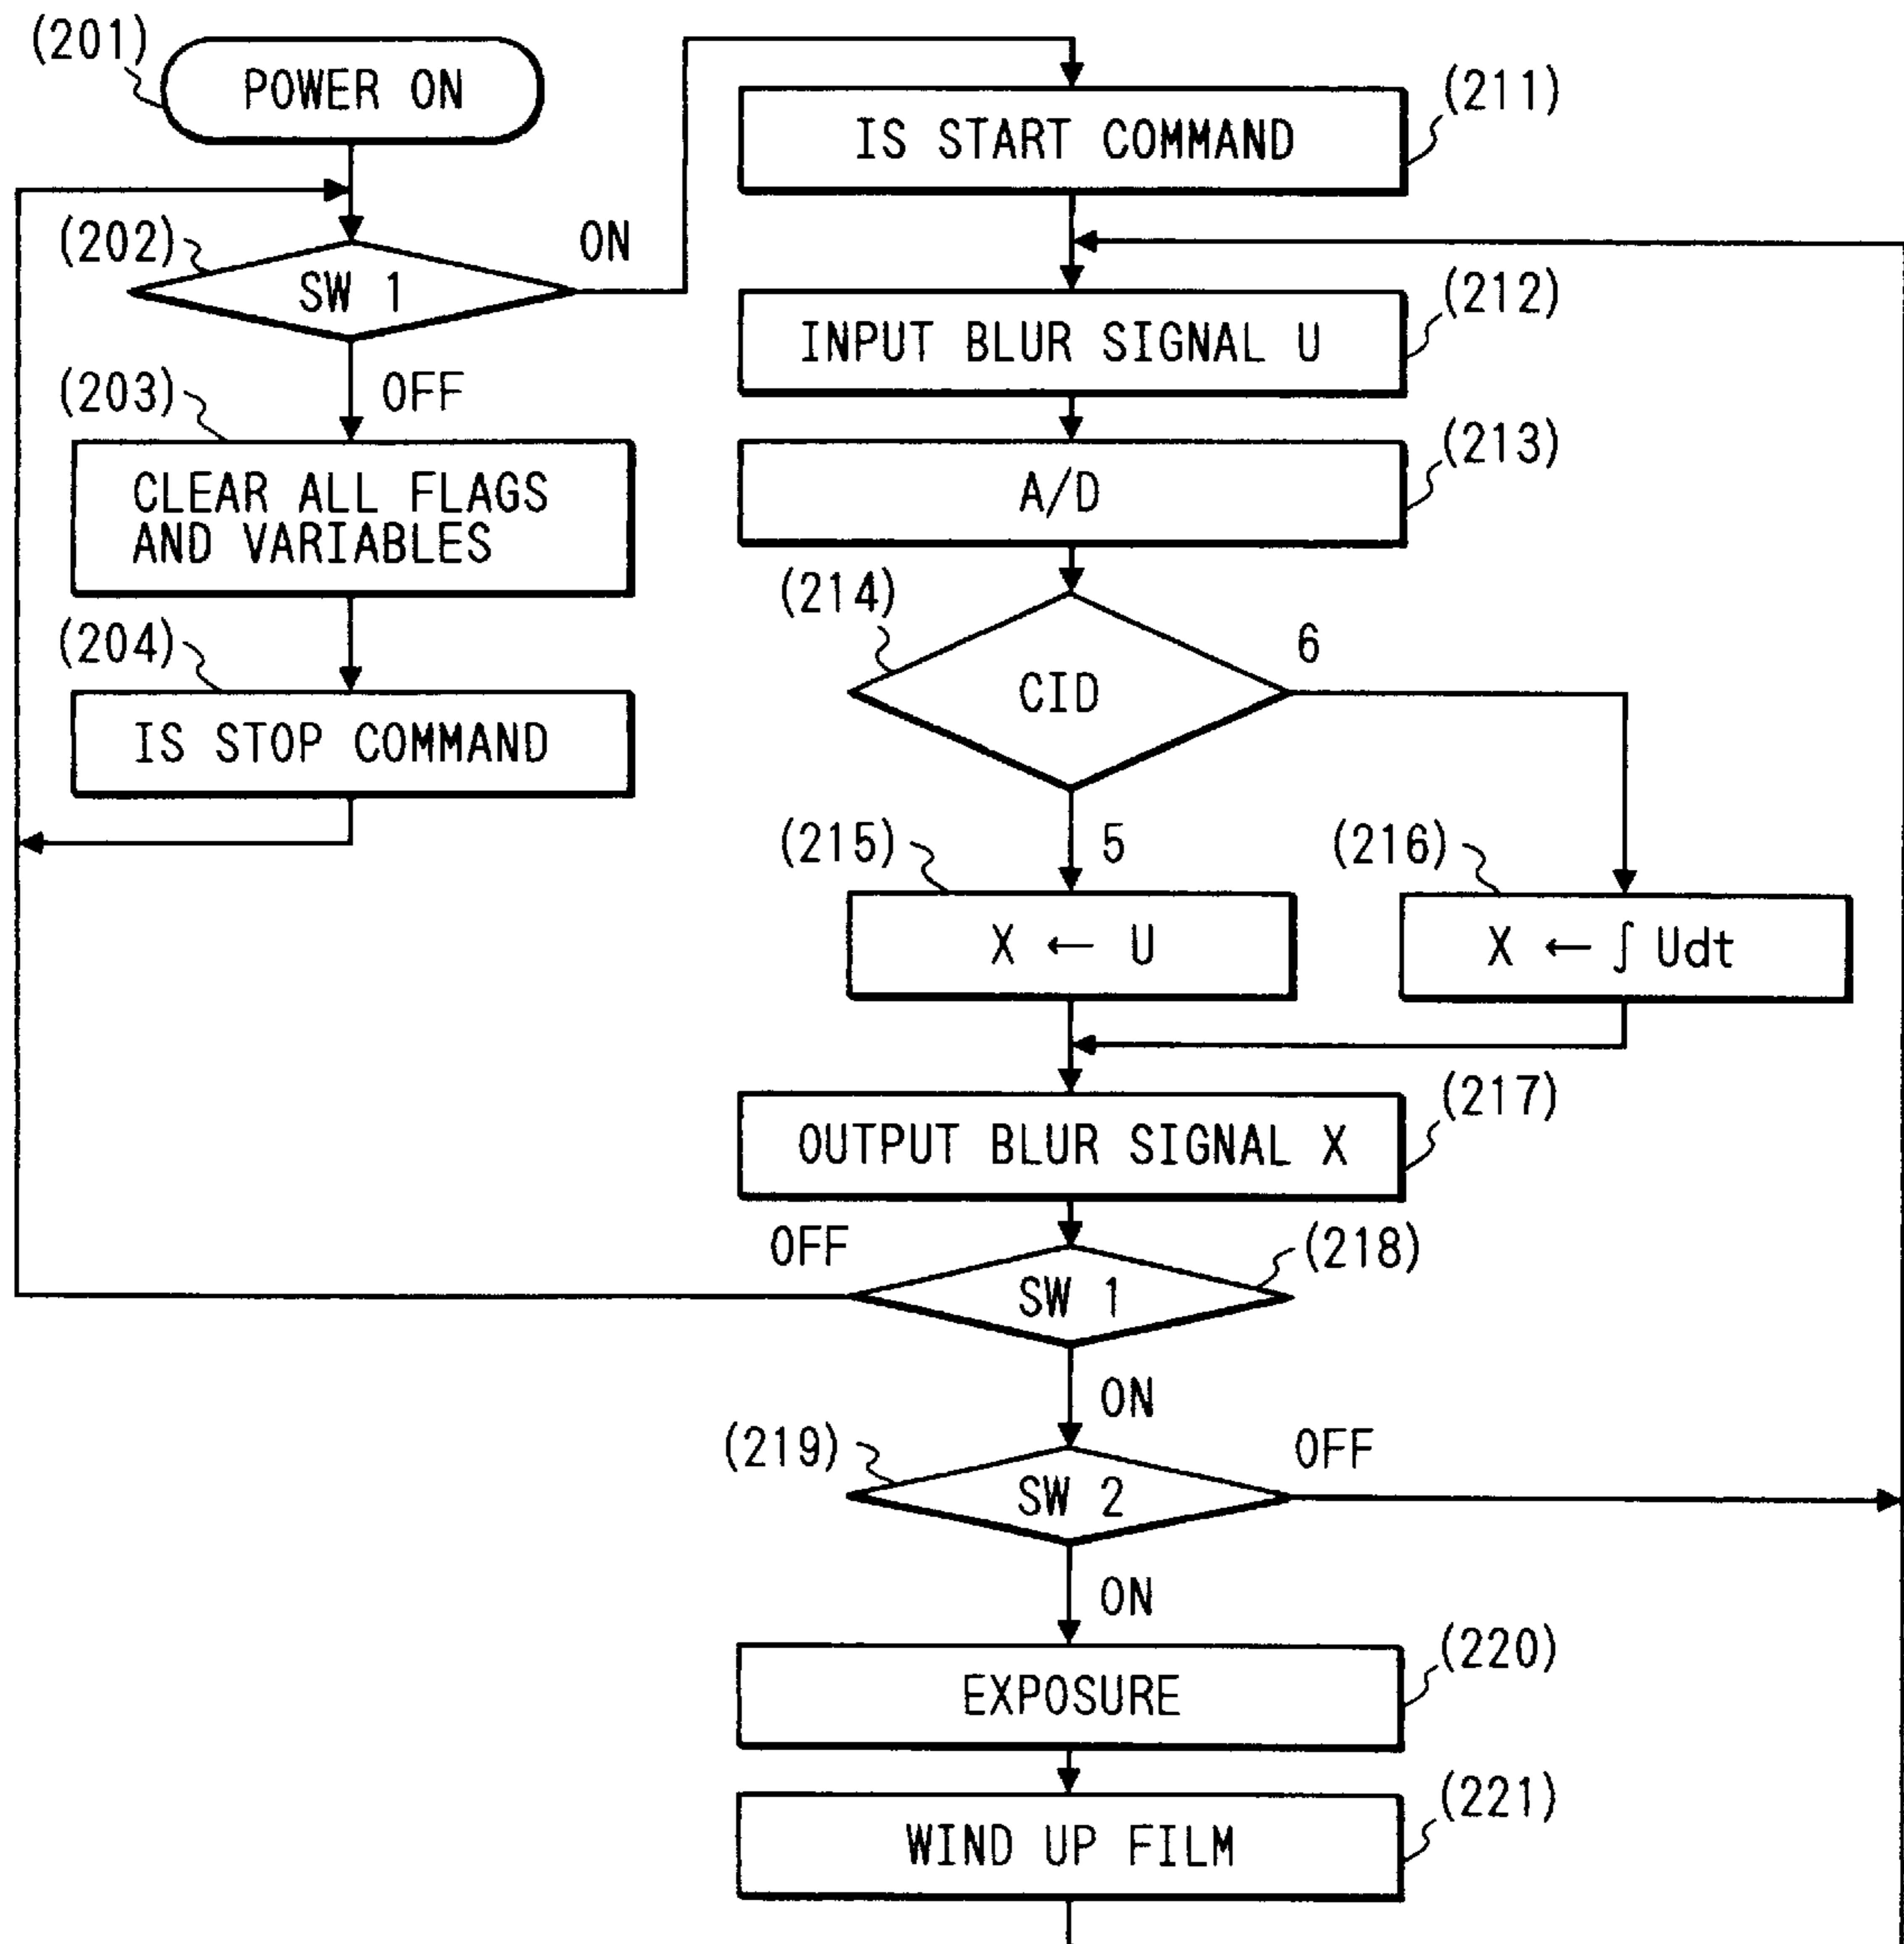 (201)
POWER ON
(202)
SW 1
ON
OFF
(203)
CLEAR ALL FLAGS
AND VARIABLES
(204)
IS STOP COMMAND
(211)
IS START COMMAND
(212)
INPUT BLUR SIGNAL U
(213)
A/D
(214)
CID
6
5
(215)
X ← U
(216)
X ← ∫ Udt
(217)
OUTPUT BLUR SIGNAL X
OFF
(218)
SW 1
ON
(219)
SW 2
OFF
ON
(220)
EXPOSURE
(221)
WIND UP FILM